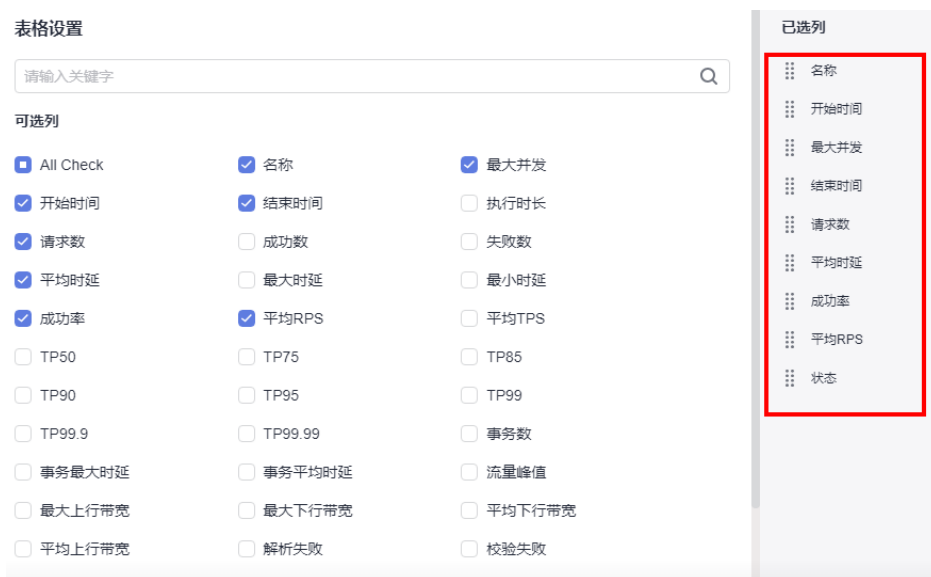 表格设置
请输入关键字
可选列
All Check 名称 最大并发
开始时间 结束时间 执行时长
请求数 成功数 失败数
平均时延 最大时延 最小时延
成功率 平均RPS 平均TPS
TP50 TP75 TP85
TP90 TP95 TP99
TP99.9 TP99.99 事务数
事务最大时延 事务平均时延 流量峰值
最大上行带宽 最大下行带宽 平均下行带宽
平均上行带宽 解析失败 校验失败
已选列
名称
开始时间
最大并发
结束时间
请求数
平均时延
成功率
平均RPS
状态